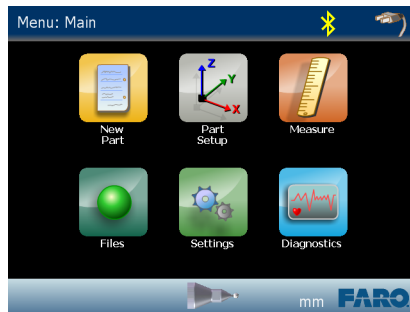 Menu: Main
Z
Y
X
New
Part
Part
Setup
Measure
Files
Settings
Diagnostics
mm
FARO